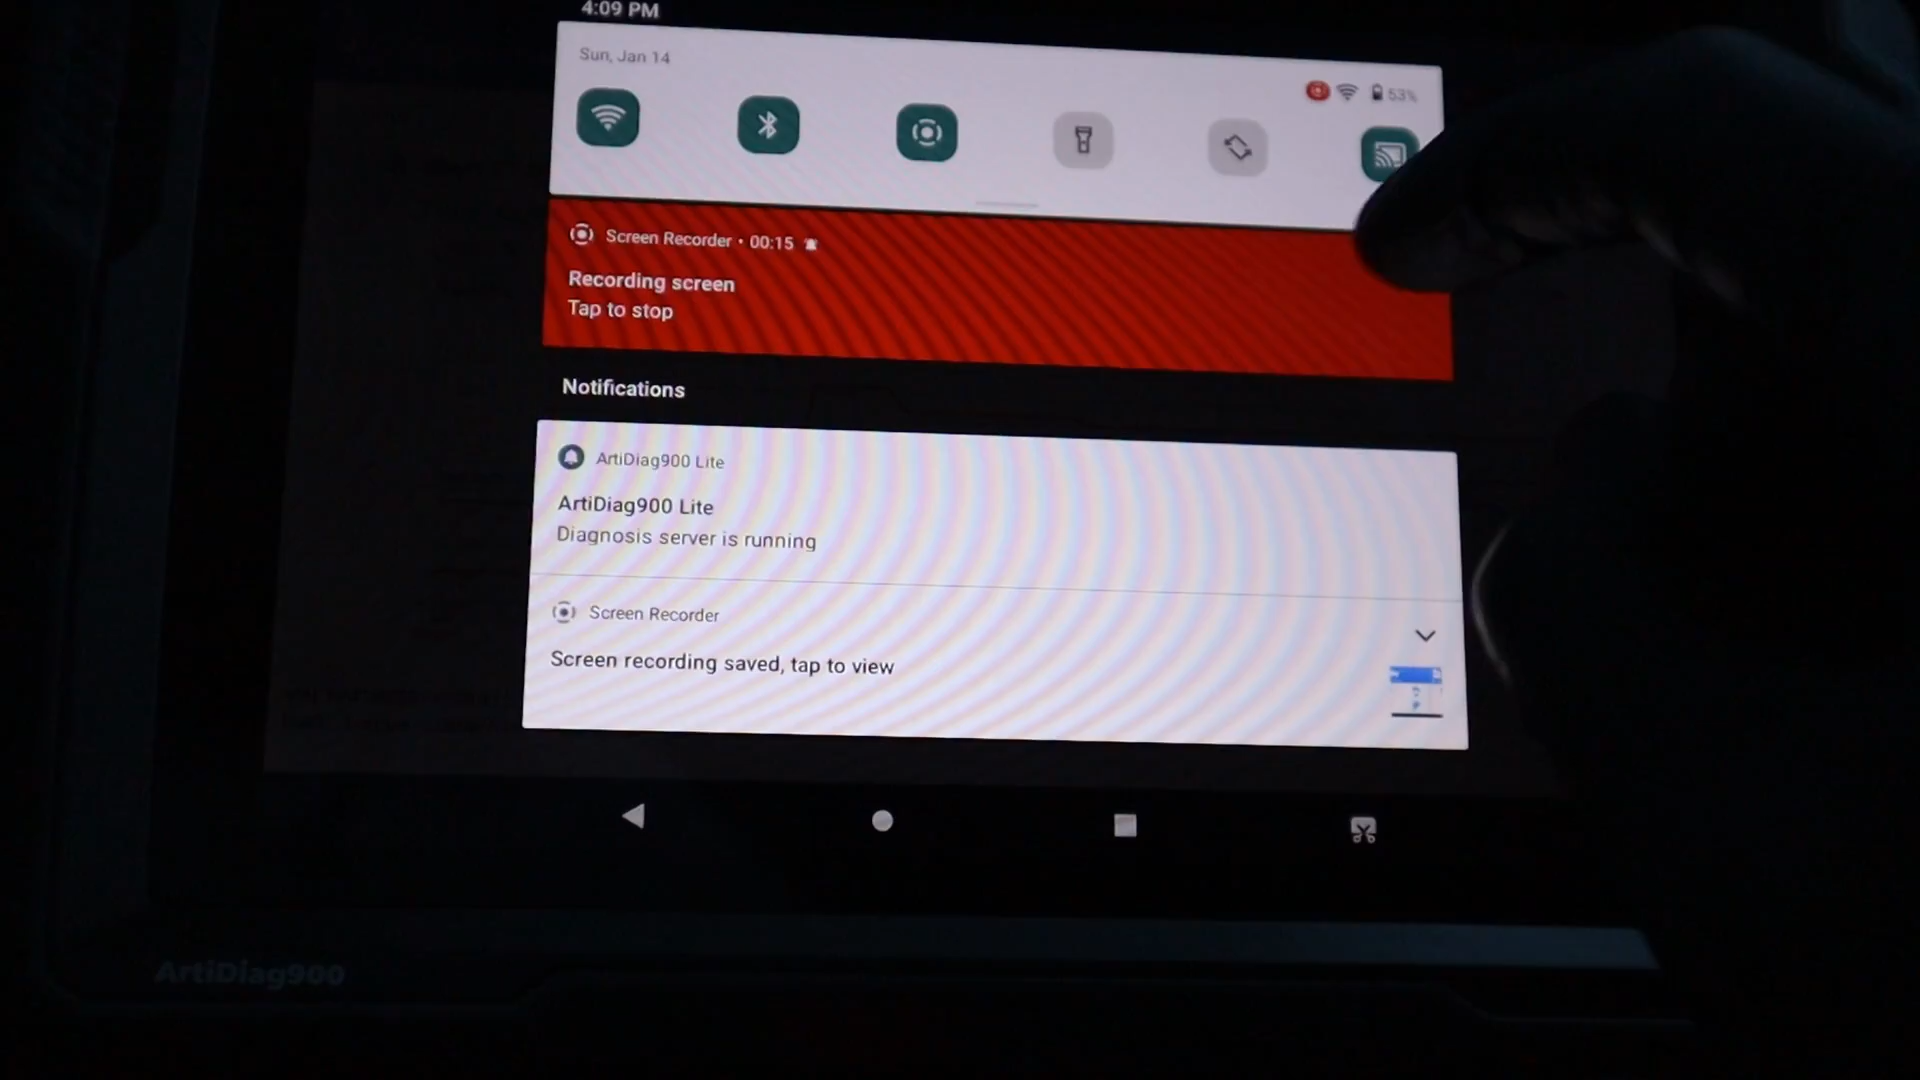 4:09 PM
Sun, Jan 14
53%
Screen Recorder • 00:15
Recording screen
Tap to stop
Notifications
ArtiDiag900 Lite
ArtiDiag900 Lite
Diagnosis server is running
Screen Recorder
Screen recording saved, tap to view
ArtiDiag900